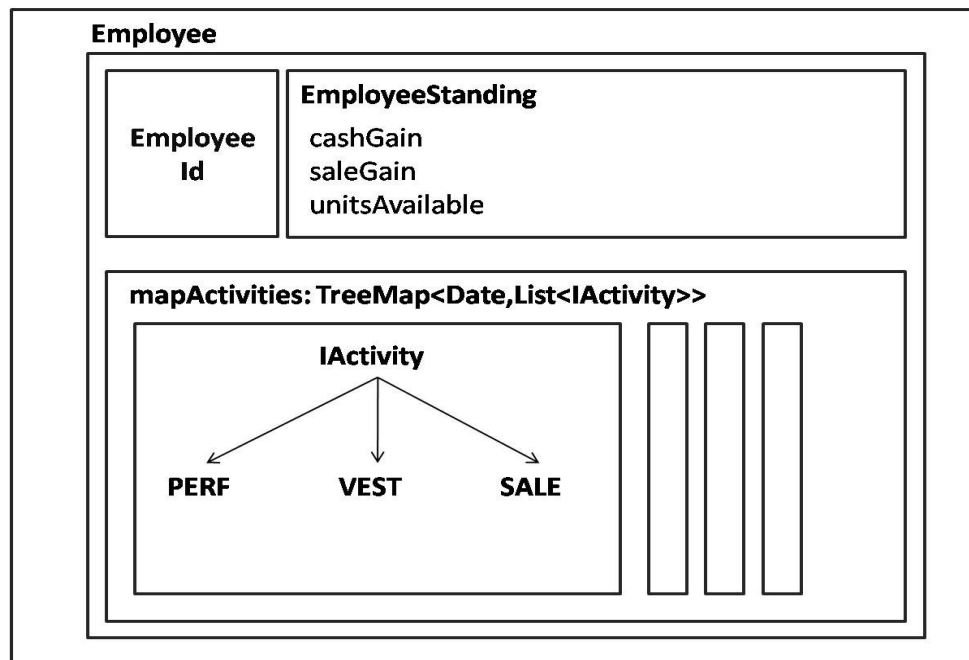 Employee
Employee
Id
EmployeeStanding
cashGain
saleGain
unitsAvailable
mapActivities: TreeMap<Date,List<IActivity>>
IActivity
PERF VEST SALE